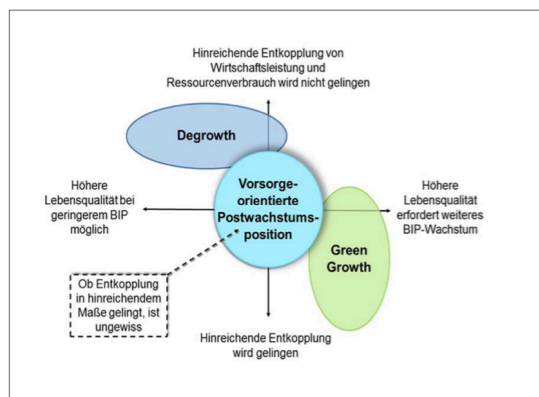 Hinreichende Entkopplung von
Wirtschaftsleistung und
Ressourcenverbrauch wird nicht gelingen
Degrowth
Höhere
Lebensqualität bei
geringerem BIP
möglich
Vorsorge-
orientierte
Postwachstums-
position
Höhere
Lebensqualität
erfordert weiteres
BIP-Wachstum
Green
Growth
Ob Entkopplung
in hinreichendem
Maße gelingt, ist
ungewiss
Hinreichende Entkopplung
wird gelingen